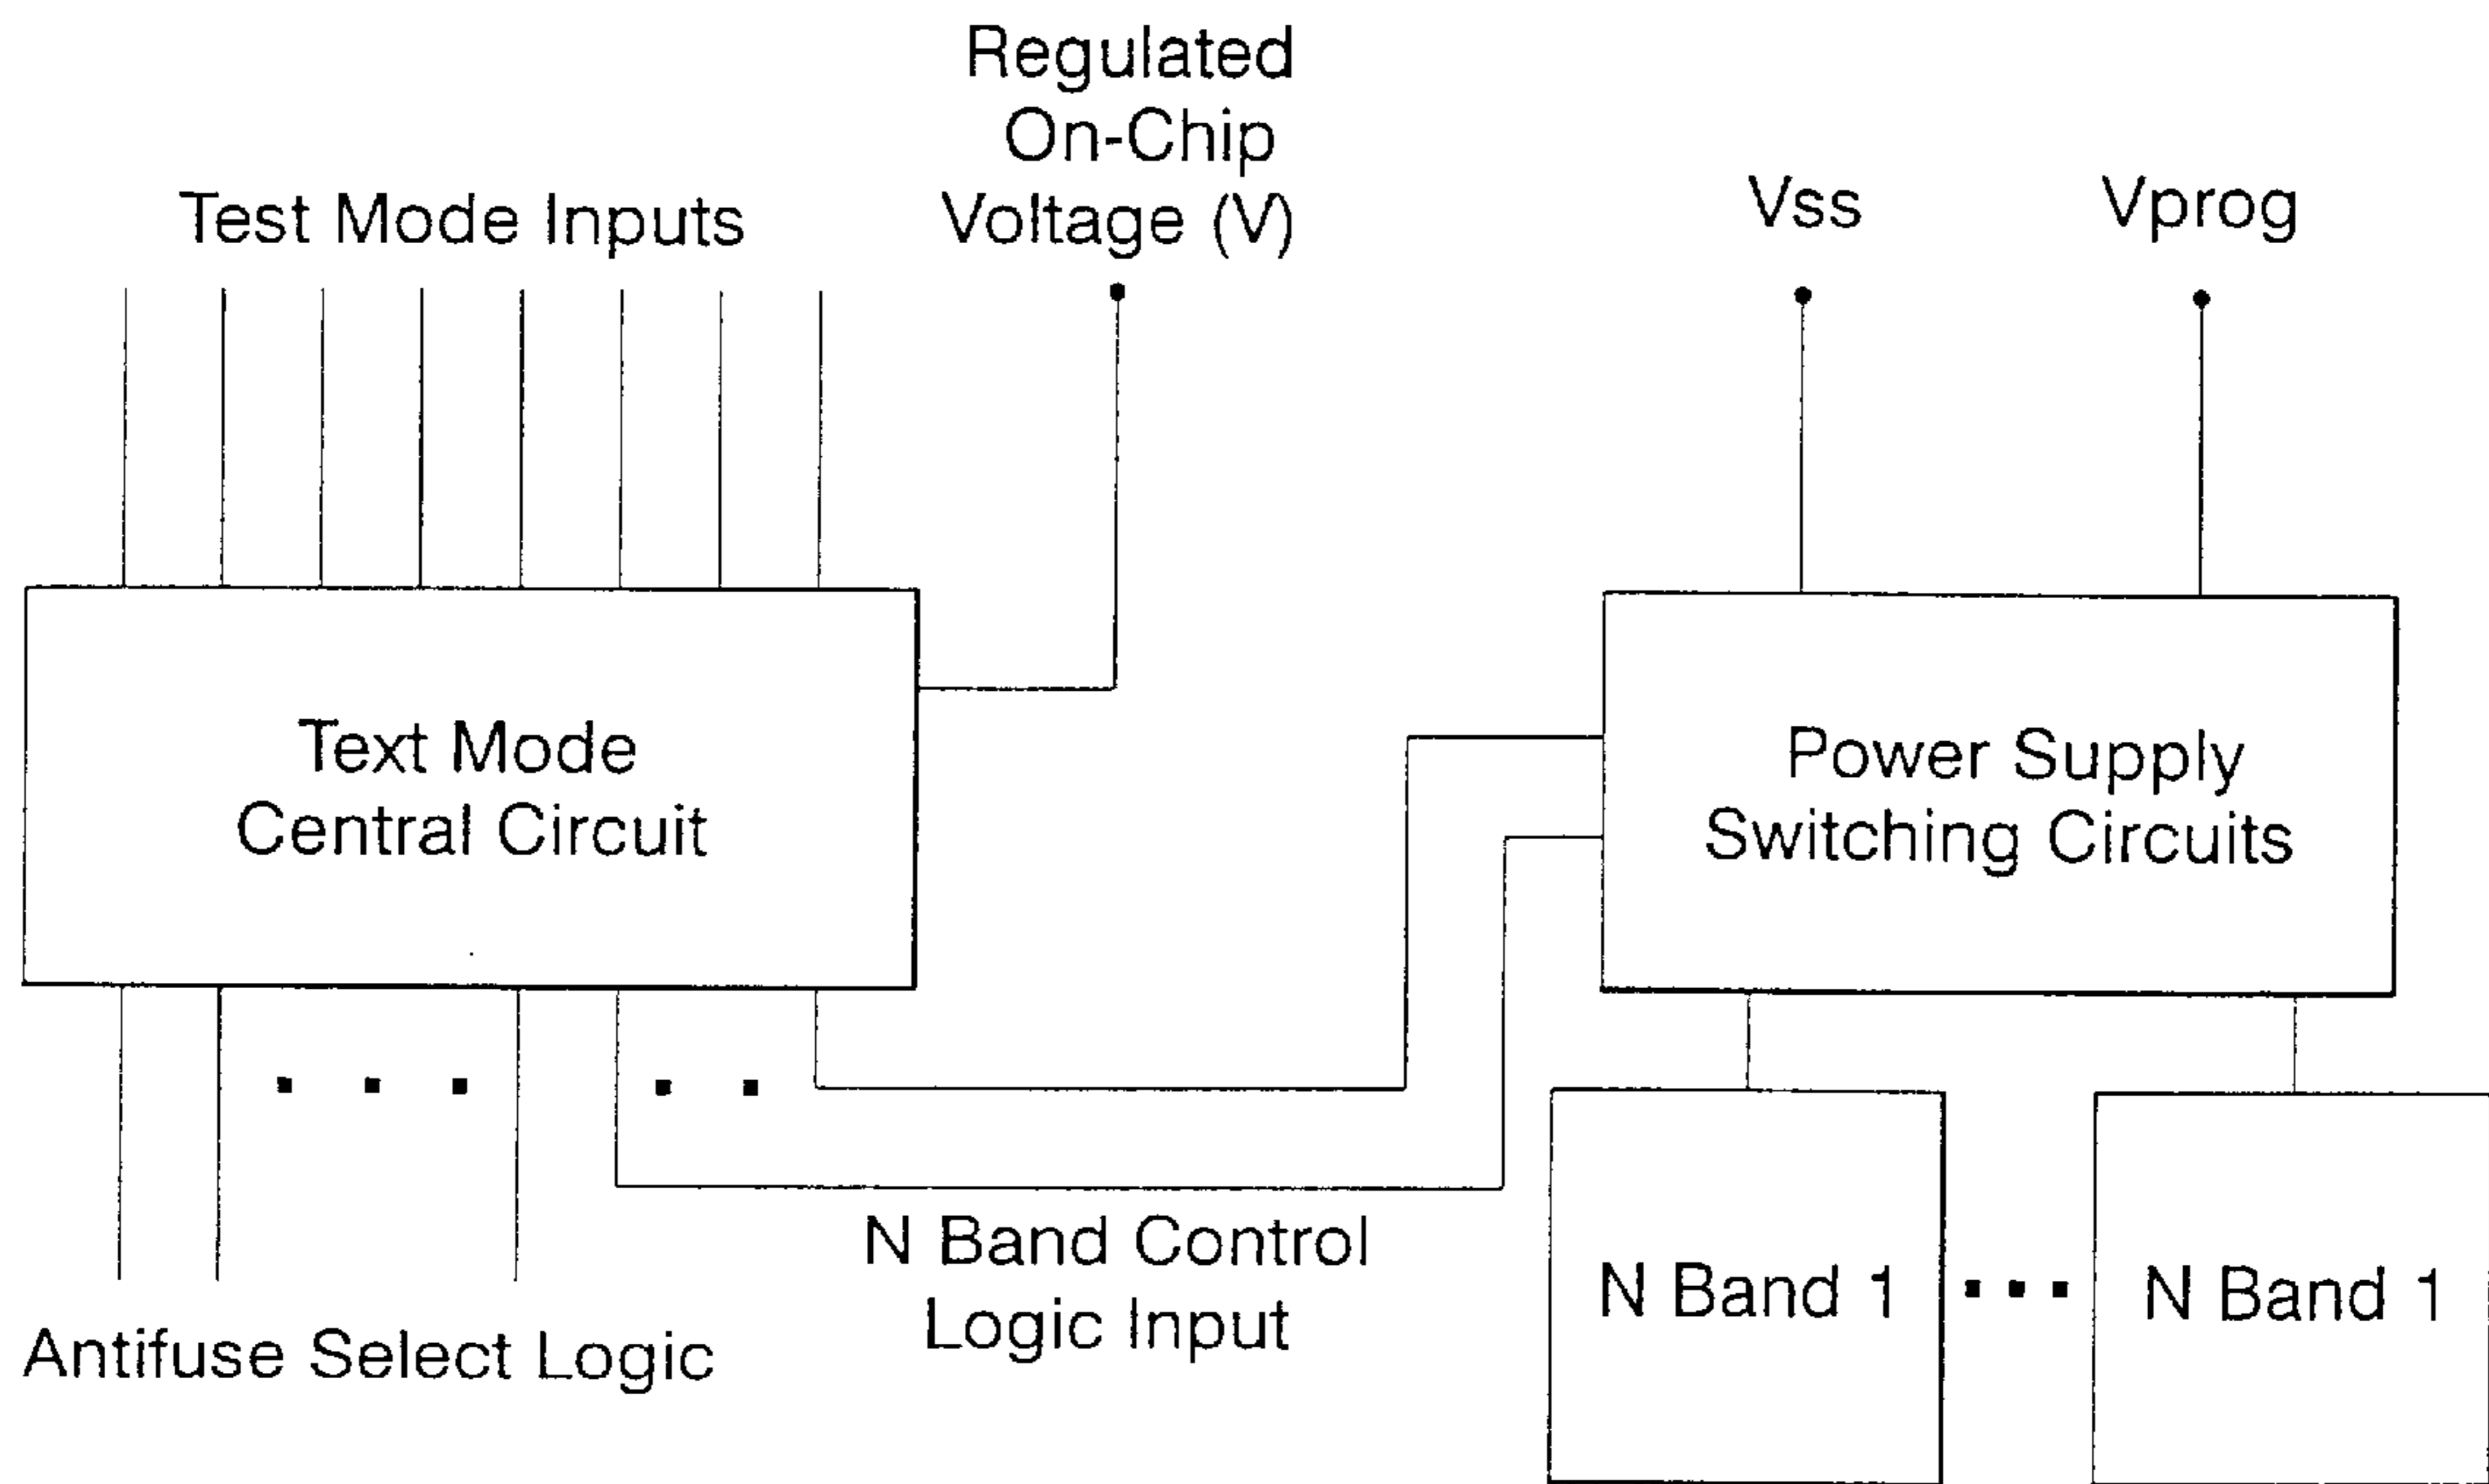 Regulated
On-Chip
Voltage (V)
Test Mode Inputs
Vss
Vprog
Text Mode
Central Circuit
Power Supply
Switching Circuits
N Band Control
Logic Input
Antifuse Select Logic
N Band 1
N Band 1